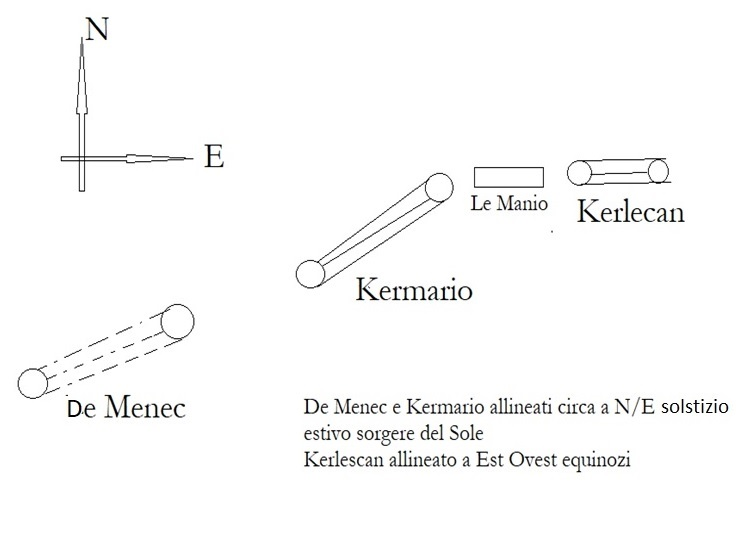 N
E
Le Manio
Kerlecan
Kermario
De Menec
De Menec e Kermario allineati circa a N/E solstizio
estivo sorgere del Sole
Kerlescan allineato a Est Ovest equinozi